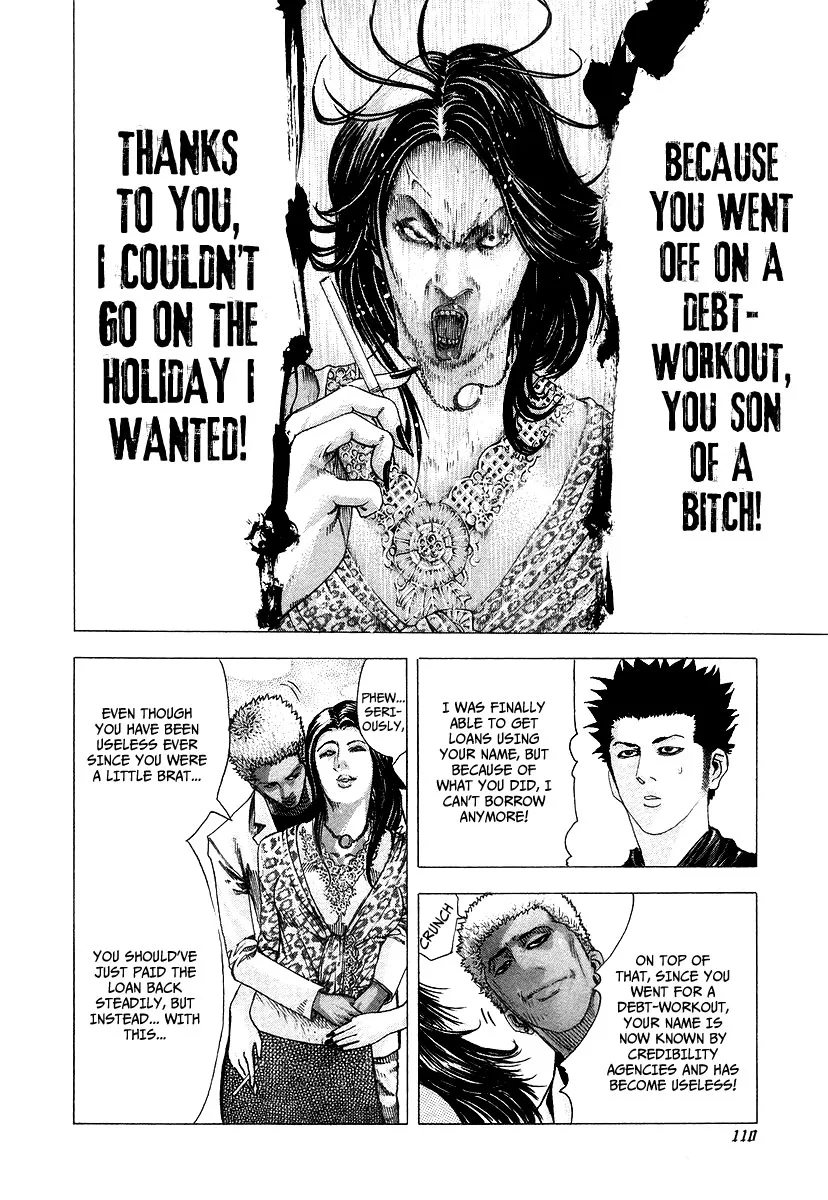 BECAUSE
YOU WENT
OFF ON A
DEBT-
WORKOUT,
YOU SON
OF A
BITCH!
THANKS
TO YOU,
I COULDN'T
GO ON THE
HOLIDAY I
WANTED!
I WAS FINALLY
ABLE TO GET
LOANS USING
YOUR NAME, BUT
BECAUSE OF
WHAT YOU DID, I
CAN'T BORROW
ANYMORE!
CRUNCH
ON TOP OF
THAT, SINCE YOU
WENT FOR A
DEBT-WORKOUT,
YOUR NAME IS
NOW KNOWN BY
CREDIBILITY
AGENCIES AND HAS
BECOME USELESS!
PHEW...
SERI-
OUSLY,
EVEN THOUGH
YOU HAVE BEEN
USELESS EVER
SINCE YOU WERE
A LITTLE BRAT...
YOU SHOULD'VE
JUST PAID THE
LOAN BACK
STEADILY, BUT
INSTEAD... WITH
THIS...
110